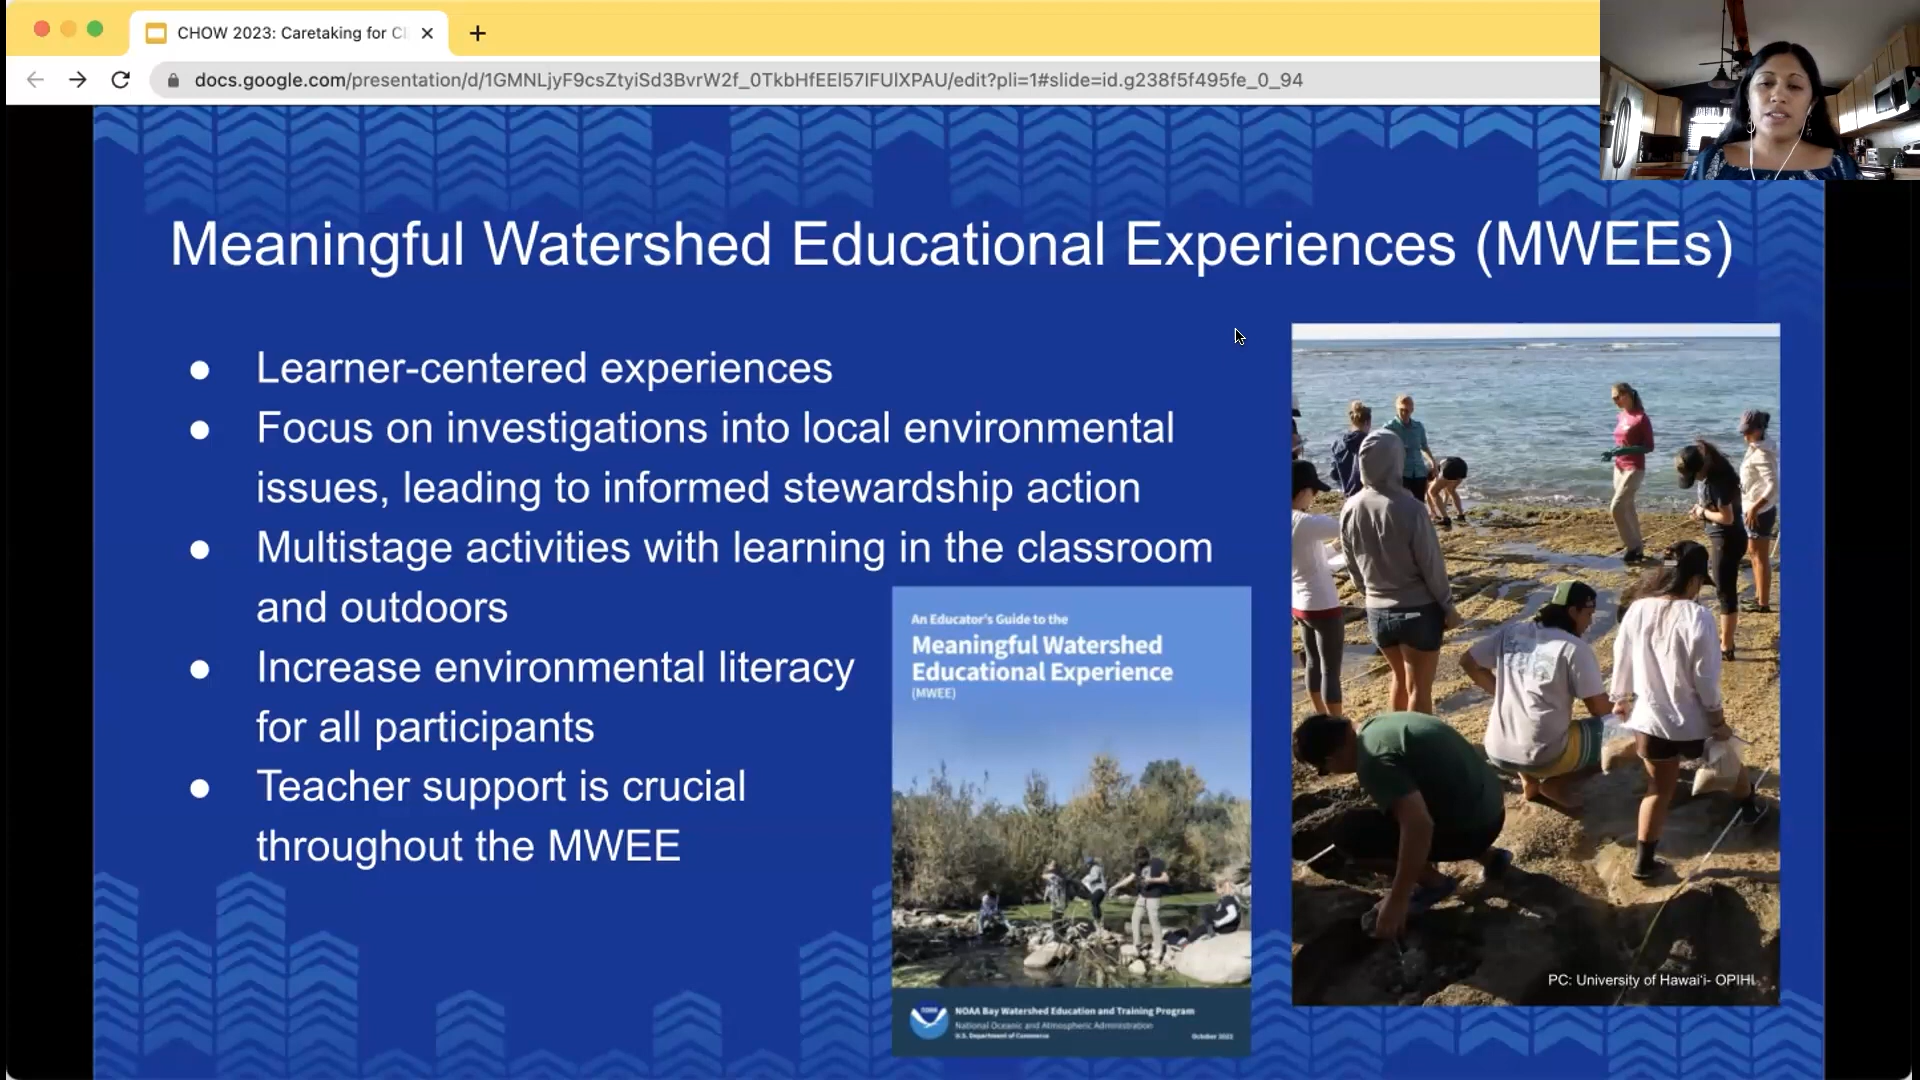 CHOW 2023: Caretaking for Cl
docs.google.com/presentation/d/1GMNLjyF9csZtyiSd3BvrW2f_0TkbHfEEl57lFUlXPAU/edit?pli=1#slide=id.g238f5f495fe_0_94
Meaningful Watershed Educational Experiences (MWEEs)
● Learner-centered experiences
● Focus on investigations into local environmental
issues, leading to informed stewardship action
● Multistage activities with learning in the classroom
and outdoors
● Increase environmental literacy
for all participants
● Teacher support is crucial
throughout the MWEE
An Educator's Guide to the
Meaningful Watershed
Educational Experience
(MWEE)
NOAA
NOAA Bay Watershed Education and Training Program
National Oceanic and Atmospheric Administration
U.S. Department of Commerce
October 2022
PC: University of Hawaiʻi- OPIHI